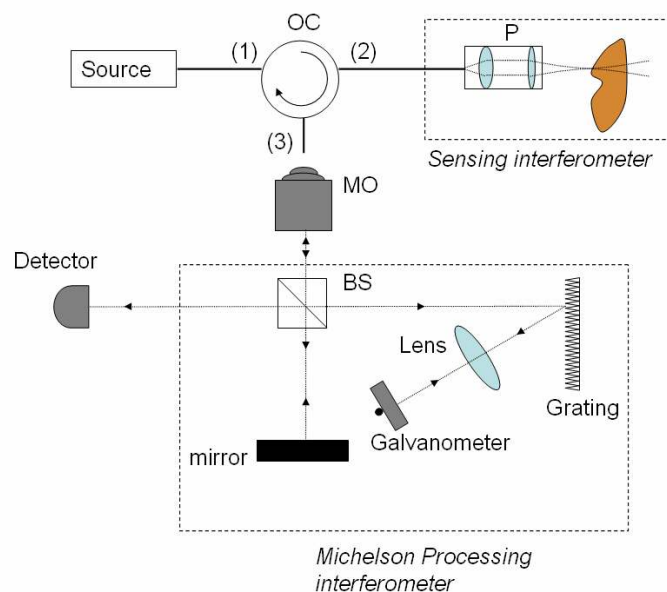 OC
P
(1)
(2)
Source
(3)
Sensing interferometer
MO
Detector
BS
Lens
Grating
Galvanometer
mirror
Michelson Processing
interferometer